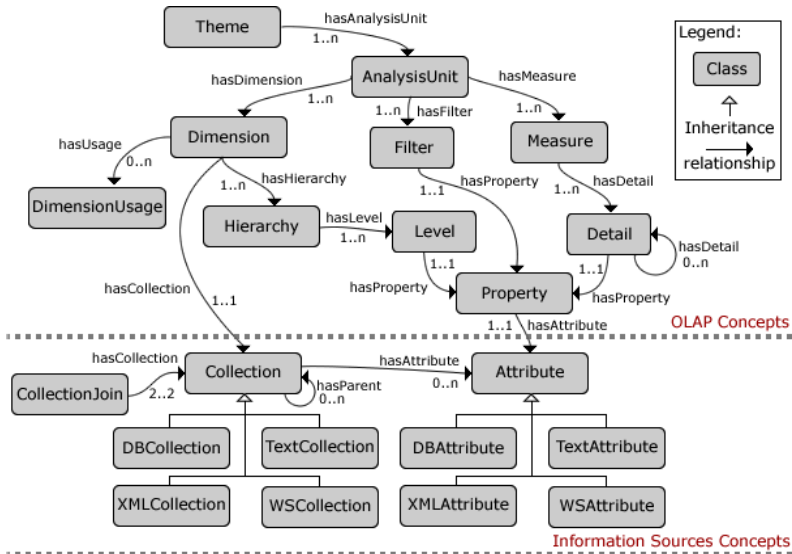 Theme
hasAnalysisUnit
1..n
Legend:
Class
Inheritance
relationship
AnalysisUnit
hasDimension
1..n
1..n
hasFilter
hasMeasure
1..n
Dimension
Filter
Measure
hasUsage
0..n
1..n
hasHierarchy
1..1
hasProperty
1..n
hasDetail
DimensionUsage
Hierarchy
hasLevel
1..n
Level
Detail
hasDetail
0..n
hasCollection
1..1
1..1
hasProperty
Property
1..1
hasProperty
1..1
hasAttribute
OLAP Concepts
hasCollection
2..2
Collection
hasAttribute
0..n
Attribute
CollectionJoin
hasParent
0..n
DBCollection
TextCollection
DBAttribute
TextAttribute
XMLCollection
WSCollection
XMLAttribute
WSAttribute
Information Sources Concepts